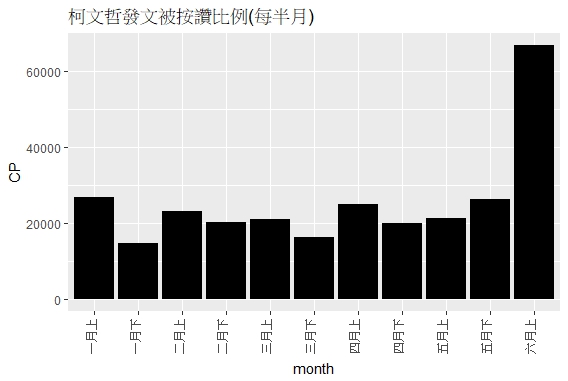 柯文哲發文被按讚比例(每半月)
CP
60000
40000
20000
0
一月上
一月下
二月上
二月下
三月上
三月下
四月上
四月下
五月上
五月下
六月上
month